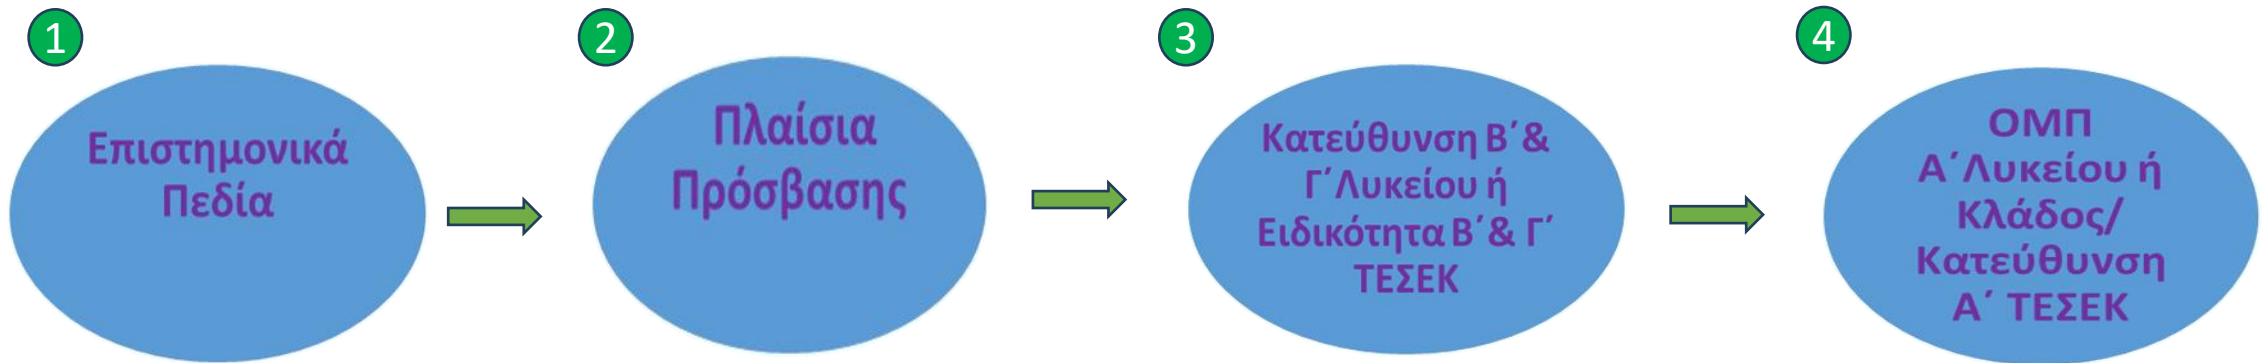 1
Επιστημονικά
Πεδία
2
Πλαίσια
Πρόσβασης
3
Κατεύθυνση Β΄&
Γ΄Λυκείου ή
Ειδικότητα Β΄& Γ΄
ΤΕΣΕΚ
4
ΟΜΠ
Α΄Λυκείου ή
Κλάδος/
Κατεύθυνση
Α΄ ΤΕΣΕΚ